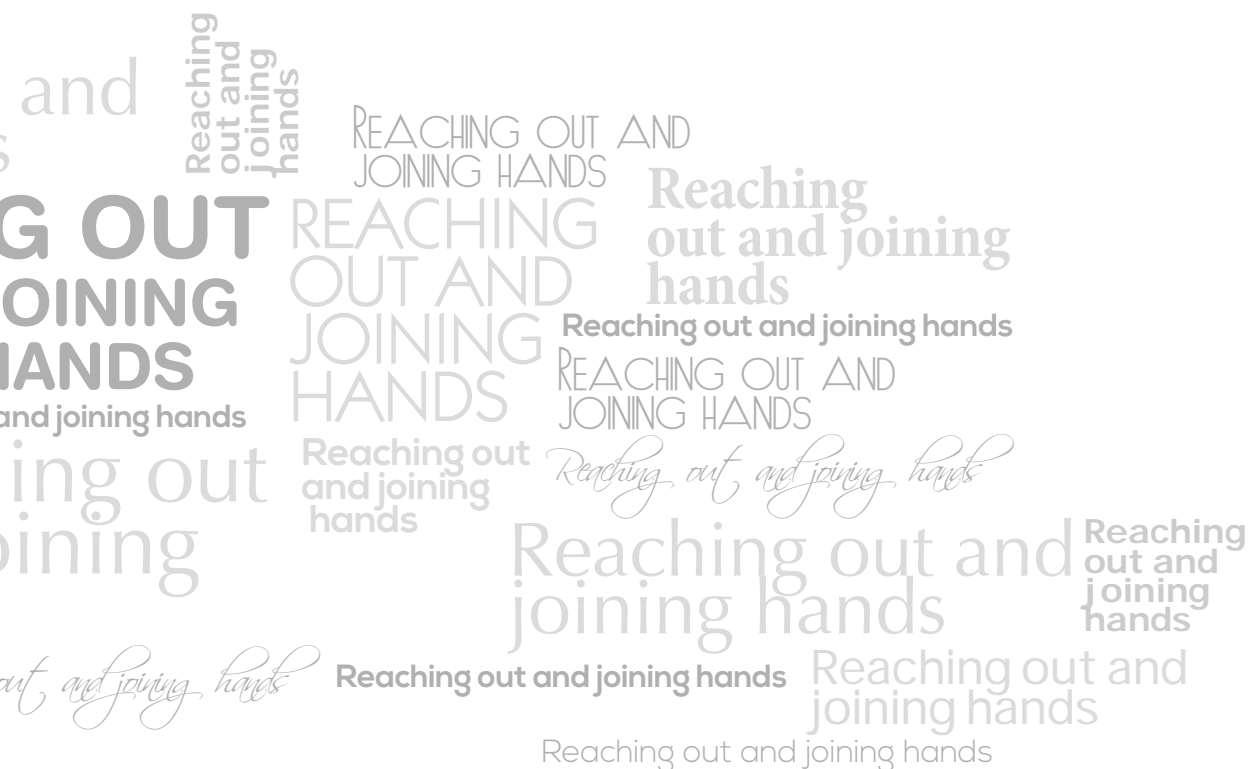 and
s
Reaching
out and
joining
hands
REACHING OUT AND
JOINING HANDS
G OUT
JOINING
HANDS
and joining hands
REACHING
OUT AND
JOINING
HANDS
Reaching
out and joining
hands
Reaching out and joining hands
REACHING OUT AND
JOINING HANDS
ing out
oining
Reaching out
and joining
hands
Reaching out and joining hands
Reaching out and
joining hands
Reaching
out and
joining
hands
out and joining hands
Reaching out and joining hands
Reaching out and
joining hands
Reaching out and joining hands